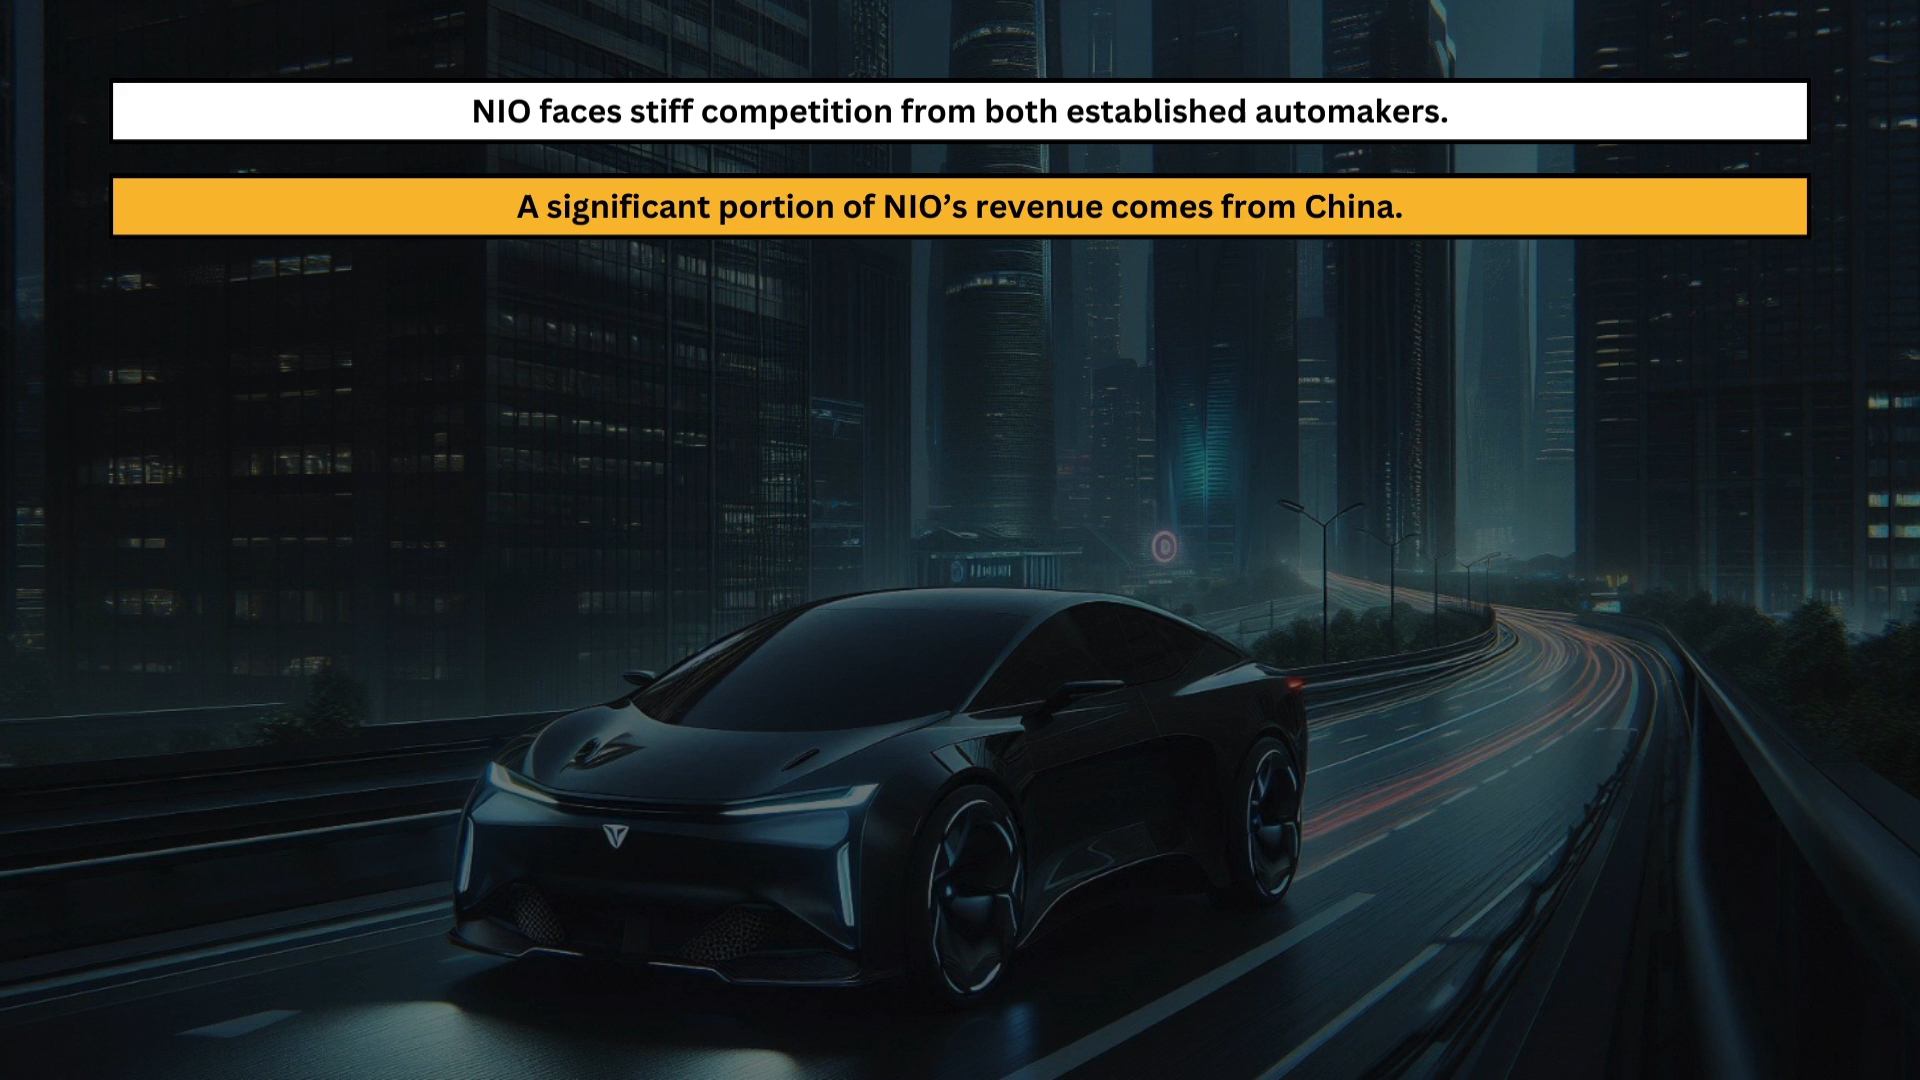 NIO faces stiff competition from both established automakers.
A significant portion of NIO’s revenue comes from China.